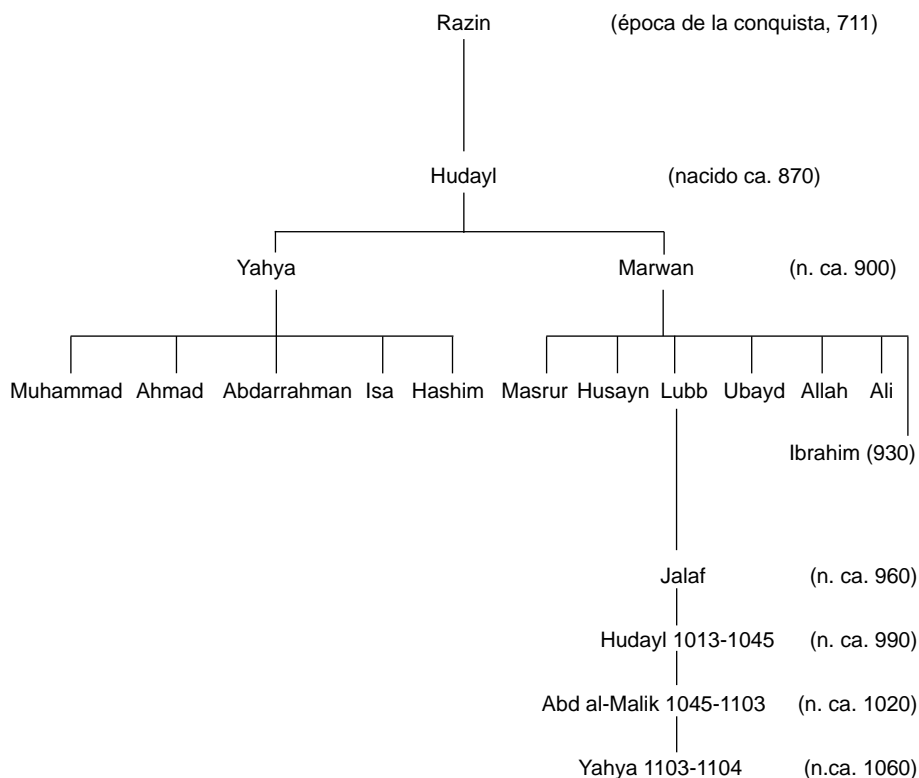 Razin (época de la conquista, 711)
Hudayl (nacido ca. 870)
Yahya Marwan (n. ca. 900)
Muhammad Ahmad Abdarrahman Isa Hashim Masrur Husayn Lubb Ubayd Allah Ali
Ibrahim (930)
Jalaf (n. ca. 960)
Hudayl 1013-1045 (n. ca. 990)
Abd al-Malik 1045-1103 (n. ca. 1020)
Yahya 1103-1104 (n.ca. 1060)